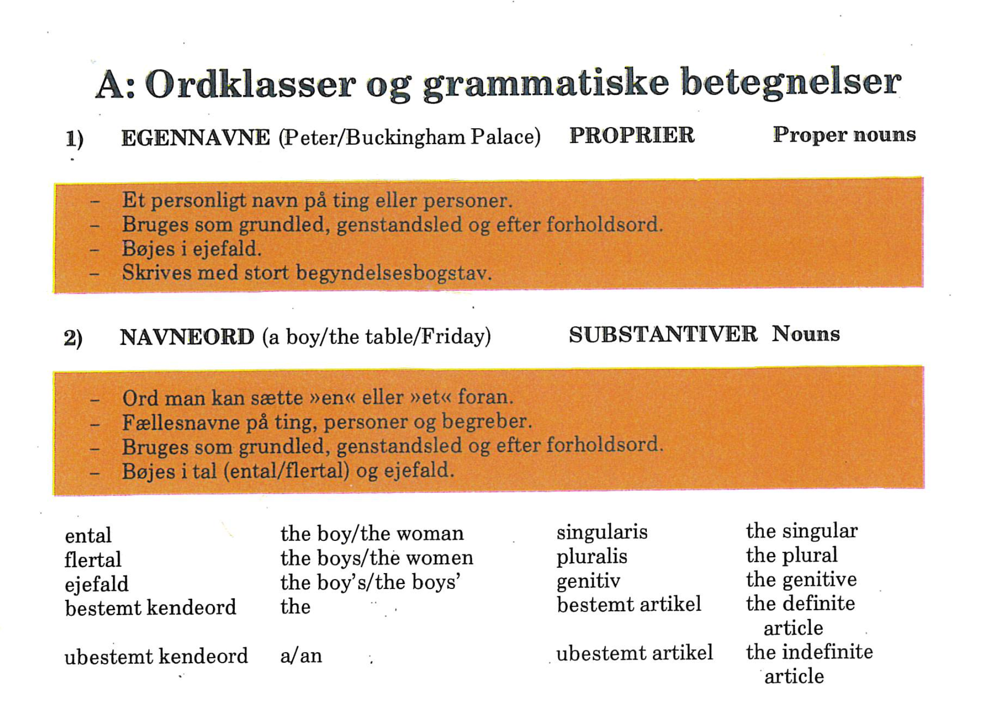 A: Ordklasser og grammatiske betegnelser
1) EGENNAVNE (Peter/Buckingham Palace) PROPRIER Proper nouns
– Et personligt navn på ting eller personer.
– Bruges som grundled, genstandsled og efter forholdsord.
– Bøjes i ejefald.
– Skrives med stort begyndelsesbogstav.
2) NAVNEORD (a boy/the table/Friday) SUBSTANTIVER Nouns
– Ord man kan sætte »en« eller »et« foran.
– Fællesnavne på ting, personer og begreber.
– Bruges som grundled, genstandsled og efter forholdsord.
– Bøjes i tal (ental/flertal) og ejefald.
ental the boy/the woman singularis the singular
flertal the boys/the women pluralis the plural
ejefald the boy's/the boys' genitiv the genitive
bestemt kendeord the bestemt artikel the definite
article
ubestemt kendeord a/an ubestemt artikel the indefinite
article